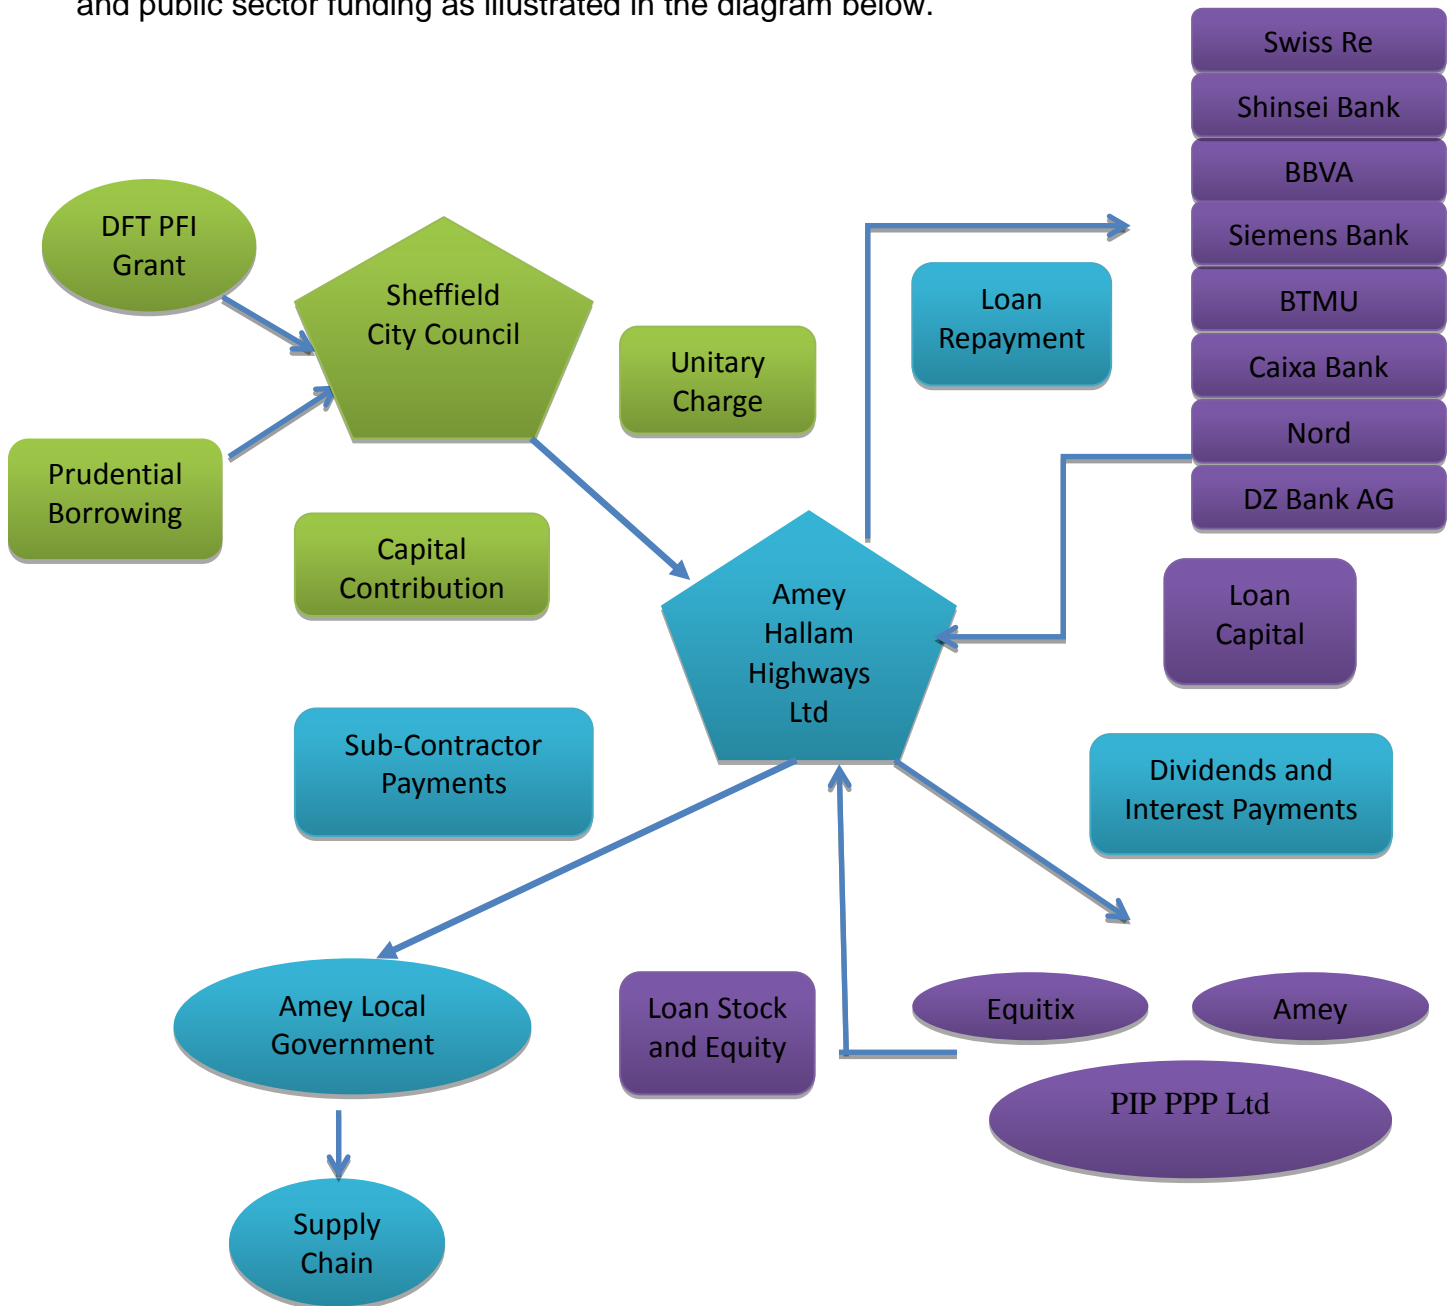 and public sector funding as illustrated in the diagram below.
Swiss Re
Shinsei Bank
BBVA
Siemens Bank
BTMU
Caixa Bank
Nord
DZ Bank AG
DFT PFI
Grant
Sheffield
City Council
Loan
Repayment
Unitary
Charge
Prudential
Borrowing
Capital
Contribution
Amey
Hallam
Highways
Ltd
Loan
Capital
Sub-Contractor
Payments
Dividends and
Interest Payments
Amey Local
Government
Loan Stock
and Equity
Equitix
Amey
PIP PPP Ltd
Supply
Chain